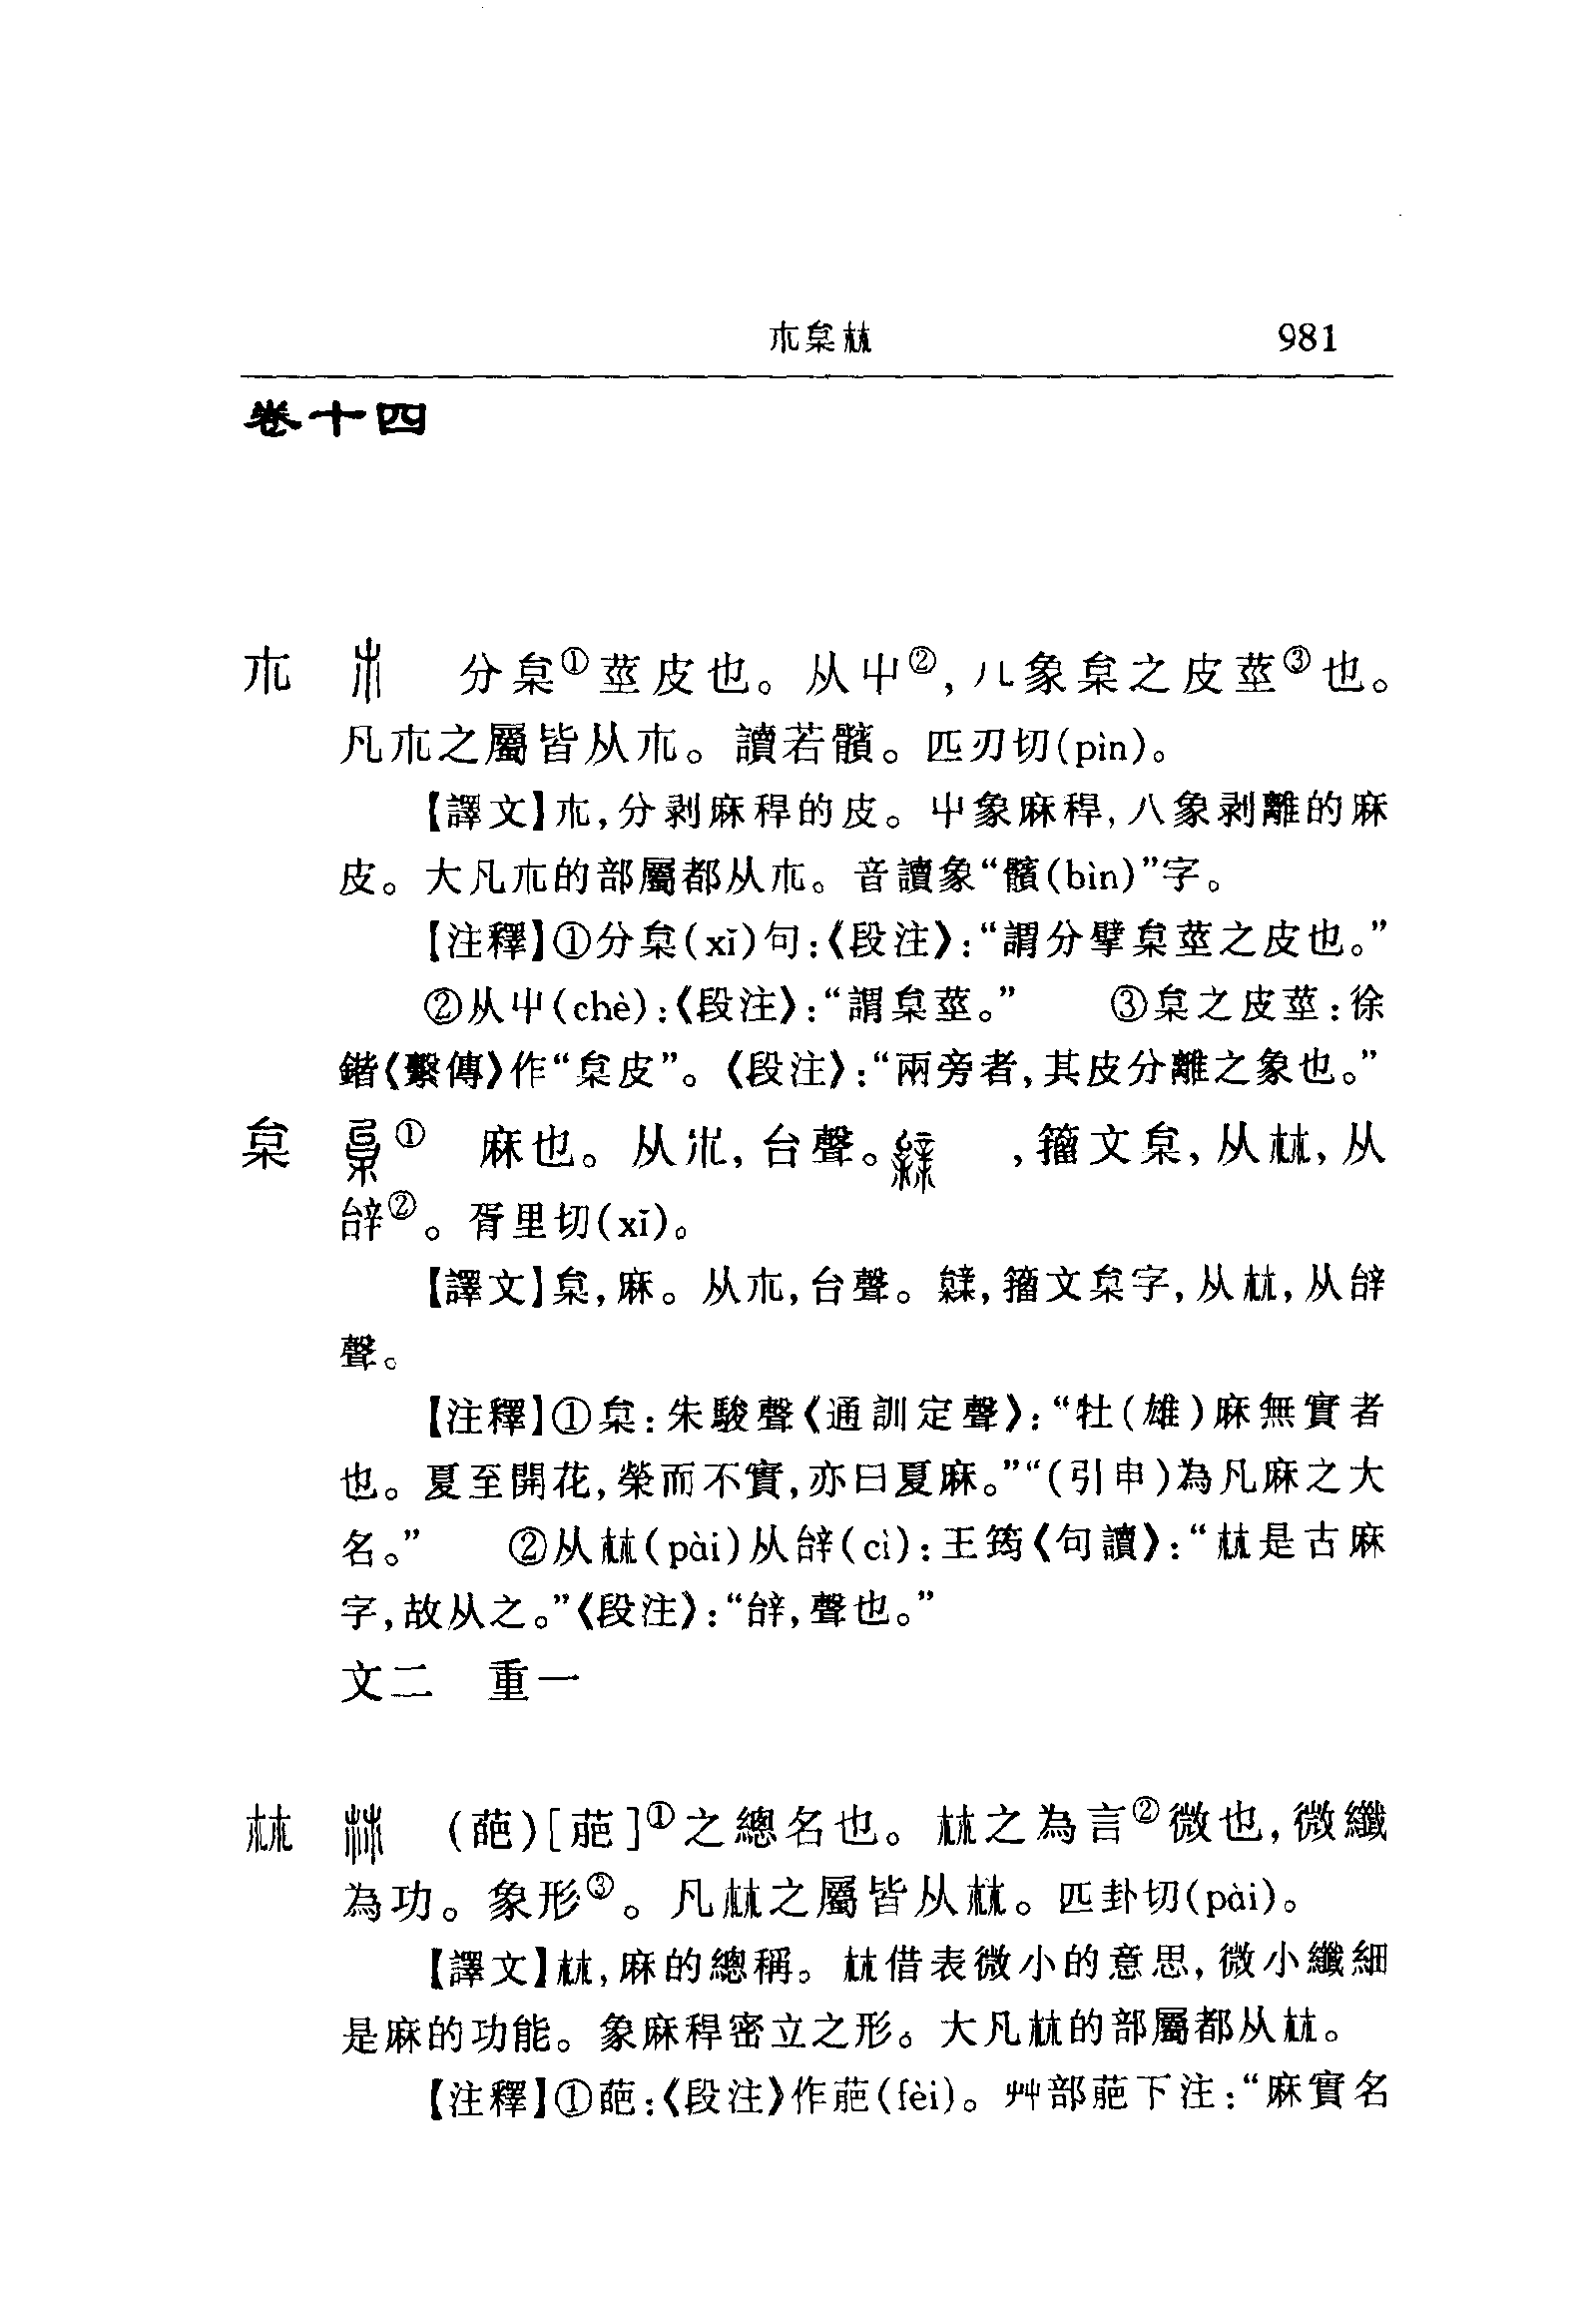 朩枲𣏟 981
卷十四
朩 分枲①莖皮也。从屮②,八象枲之皮莖③也。
凡朩之屬皆从朩。讀若髕。匹刃切(pìn)。
【譯文】朩,分剥麻稈的皮。屮象麻稈,八象剥離的麻
皮。大凡朩的部屬都从朩。音讀象“髕(bìn)”字。
【注釋】①分枲(xǐ)句:《段注》:“謂分擘枲莖之皮也。”
②从屮(chè):《段注》:“謂枲莖。” ③枲之皮莖:徐
鍇《繫傳》作“枲皮”。《段注》:“兩旁者,其皮分離之象也。”
枲 ① 麻也。从朩,台聲。 ,籀文枲,从𣏟,从
辝②。胥里切(xǐ)。
【譯文】枲,麻。从朩,台聲。,籀文枲字,从𣏟,从辝
聲。
【注釋】①枲:朱駿聲《通訓定聲》:“牡(雄)麻無實者
也。夏至開花,榮而不實,亦曰夏麻。”“(引申)為凡麻之大
名。” ②从𣏟(pài)从辝(cì):王筠《句讀》:“𣏟是古麻
字,故从之。”《段注》:“辝,聲也。”
文二 重一
𣏟 (葩)[萉]①之總名也。𣏟之為言②微也,微纖
為功。象形③。凡𣏟之屬皆从𣏟。匹卦切(pài)。
【譯文】𣏟,麻的總稱。𣏟借表微小的意思,微小纖細
是麻的功能。象麻稈密立之形。大凡𣏟的部屬都从𣏟。
【注釋】①葩:《段注》作萉(fèi)。艸部萉下注:“麻實名